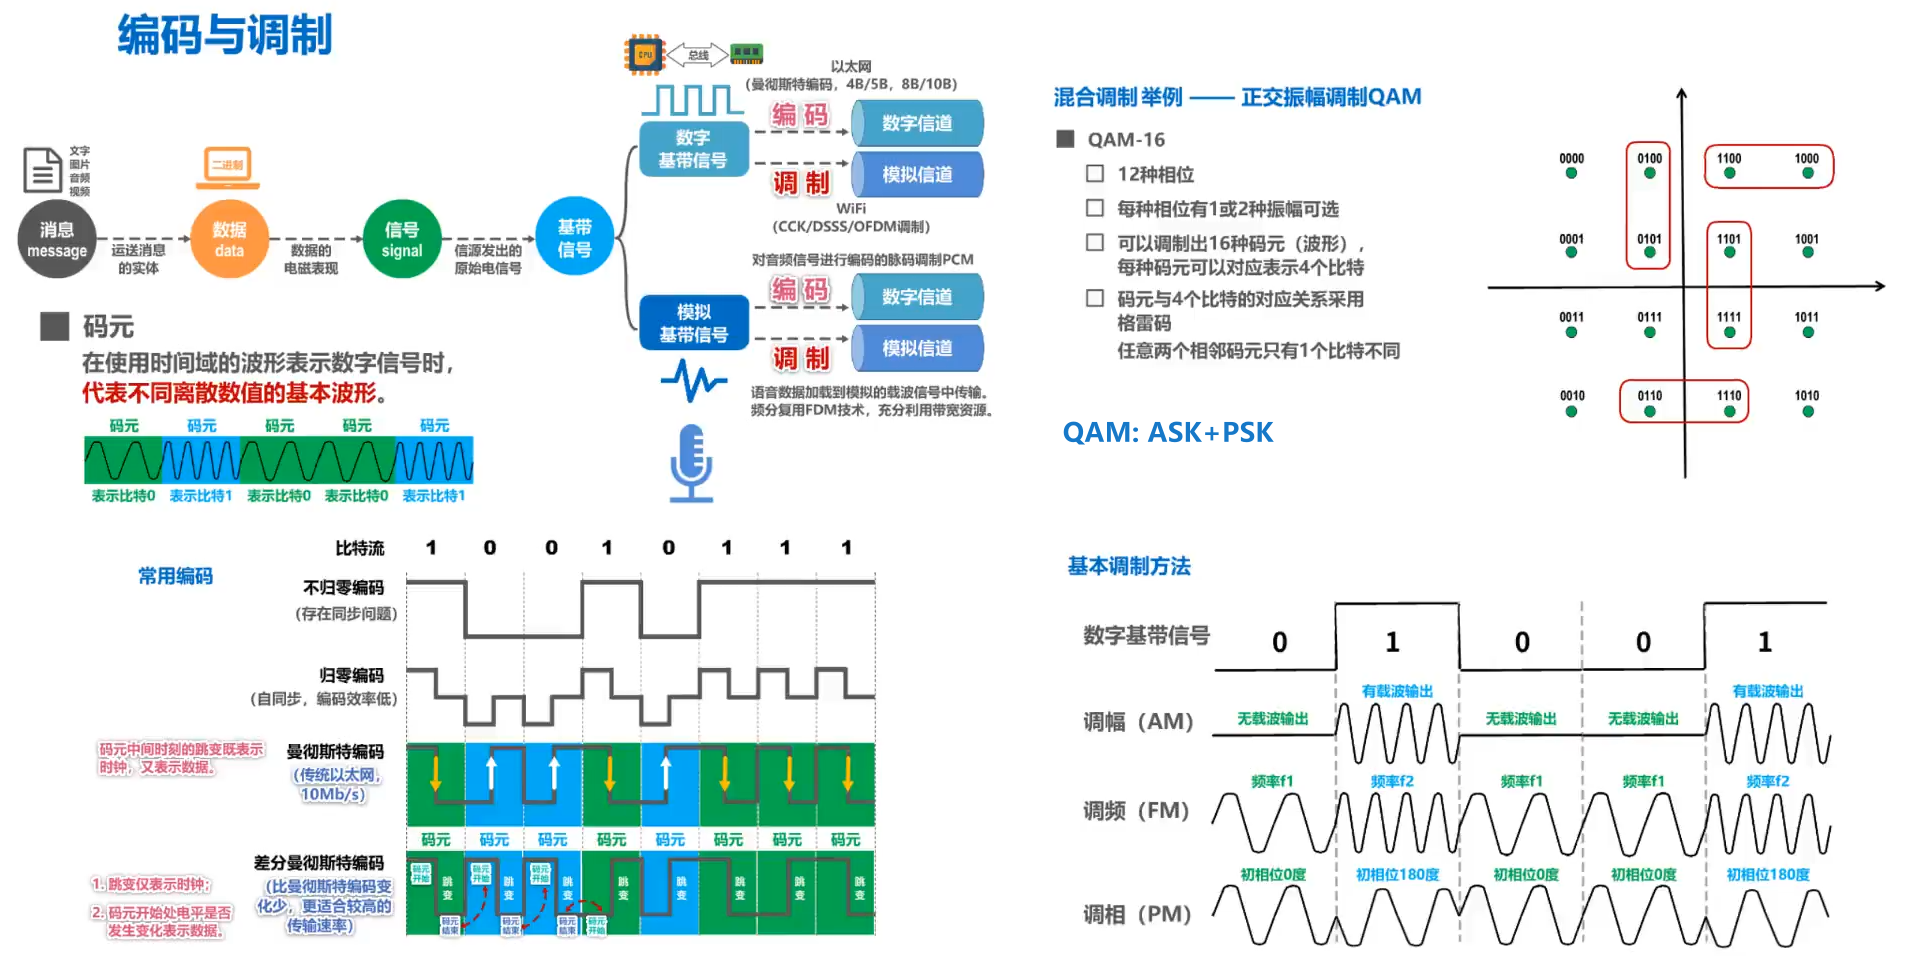 编码与调制
CPU
总线
以太网
(曼彻斯特编码，4B/5B，8B/10B)
编 码
数字信道
数字
基带信号
调 制
模拟信道
WiFi
(CCK/DSSS/OFDM调制)
文字
图片
音频
视频
二进制
消息
message
运送消息
的实体
数据
data
数据的
电磁表现
信号
signal
信源发出的
原始电信号
基带
信号
对音频信号进行编码的脉码调制PCM
编 码
数字信道
模拟
基带信号
调 制
模拟信道
语音数据加载到模拟的载波信号中传输。
频分复用FDM技术，充分利用带宽资源。
码元
在使用时间域的波形表示数字信号时，
代表不同离散数值的基本波形。
码元 码元 码元 码元 码元
表示比特0 表示比特1 表示比特0 表示比特0 表示比特1
常用编码
比特流 1 0 0 1 0 1 1 1
不归零编码
(存在同步问题)
归零编码
(自同步，编码效率低)
码元中间时刻的跳变既表示
时钟，又表示数据。
曼彻斯特编码
(传统以太网，
10Mb/s)
码元 码元 码元 码元 码元 码元 码元 码元
差分曼彻斯特编码
(比曼彻斯特编码变
化少，更适合较高的
传输速率)
1. 跳变仅表示时钟；
2. 码元开始处电平是否
发生变化表示数据。
码元
开始
码元
开始
码元
开始
跳
变
跳
变
跳
变
跳
变
跳
变
跳
变
跳
变
跳
变
码元
结束
码元
结束
码元
结束
码元
开始
混合调制 举例 —— 正交振幅调制QAM
QAM-16
12种相位
每种相位有1或2种振幅可选
可以调制出16种码元（波形），
每种码元可以对应表示4个比特
码元与4个比特的对应关系采用
格雷码
任意两个相邻码元只有1个比特不同
QAM: ASK+PSK
0000 0100 1100 1000
0001 0101 1101 1001
0011 0111 1111 1011
0010 0110 1110 1010
基本调制方法
数字基带信号 0 1 0 0 1
有载波输出 有载波输出
调幅（AM） 无载波输出 无载波输出 无载波输出
频率f1 频率f2 频率f1 频率f1 频率f2
调频（FM）
初相位0度 初相位180度 初相位0度 初相位0度 初相位180度
调相（PM）